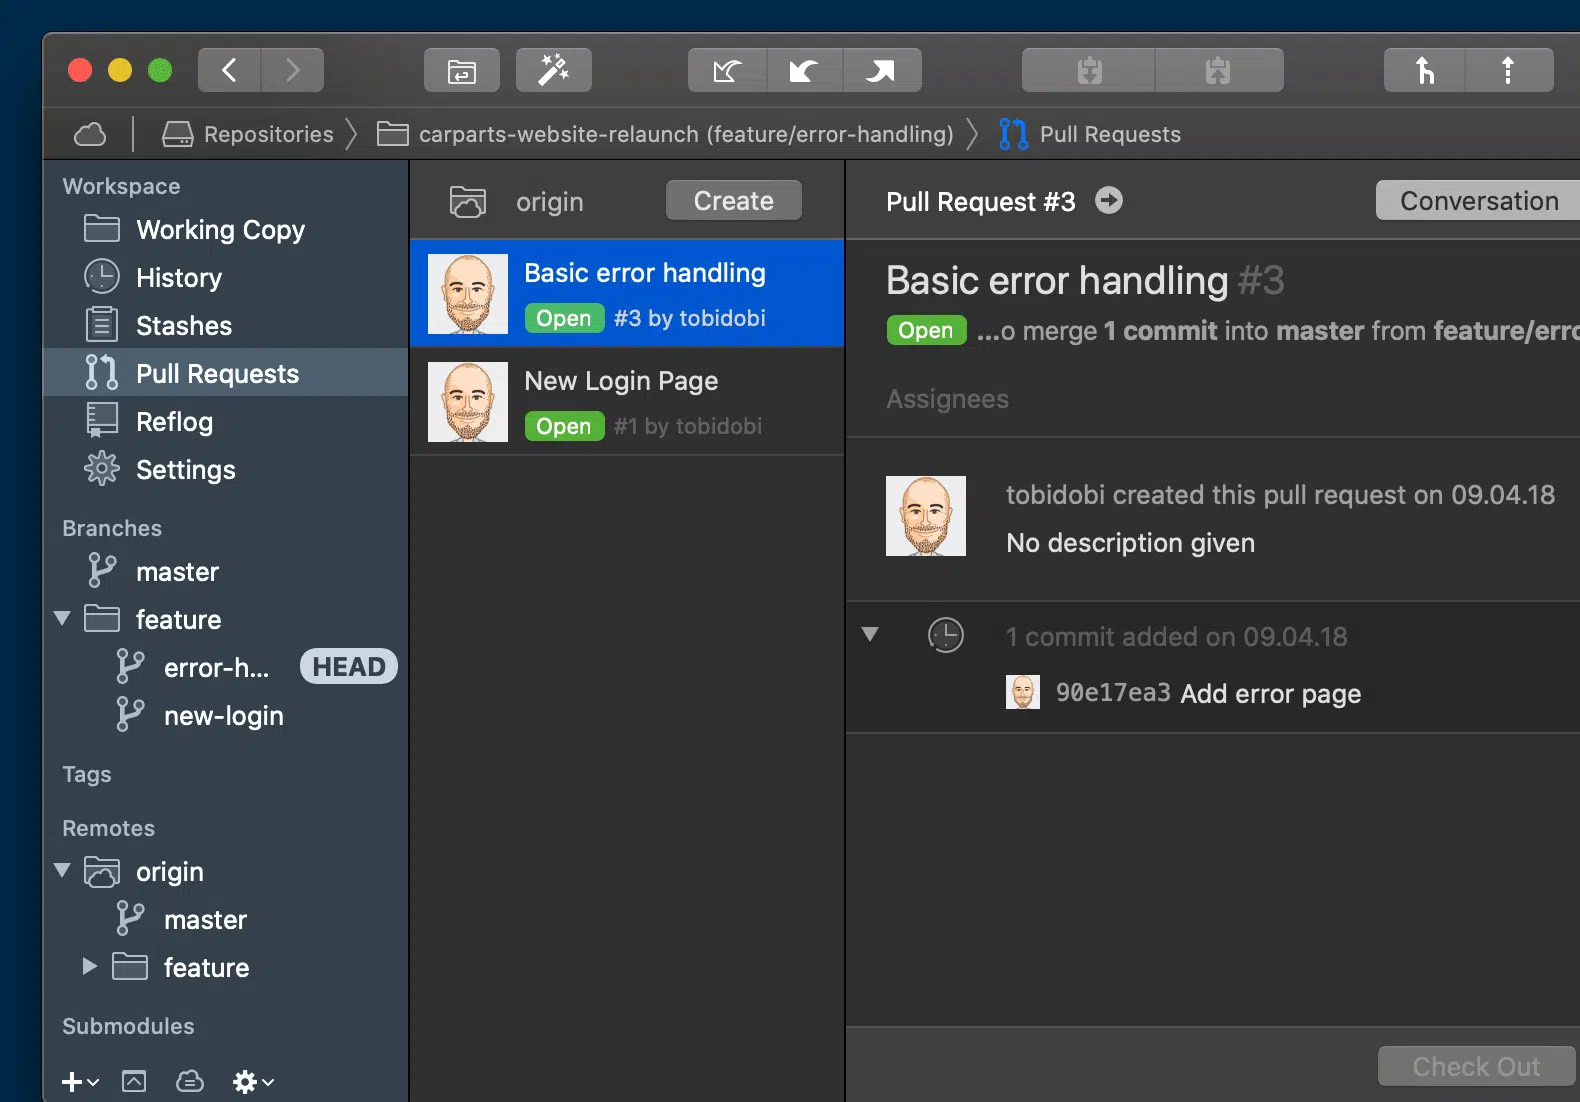 Repositories
carparts-website-relaunch (feature/error-handling)
Pull Requests
Workspace
Working Copy
History
Stashes
Pull Requests
Reflog
Settings
Branches
master
feature
error-h...
HEAD
new-login
Tags
Remotes
origin
master
feature
Submodules
origin
Create
Basic error handling
Open #3 by tobidobi
New Login Page
Open #1 by tobidobi
Pull Request #3
Conversation
Basic error handling #3
Open ...o merge 1 commit into master from feature/erro
Assignees
tobidobi created this pull request on 09.04.18
No description given
1 commit added on 09.04.18
90e17ea3 Add error page
Check Out